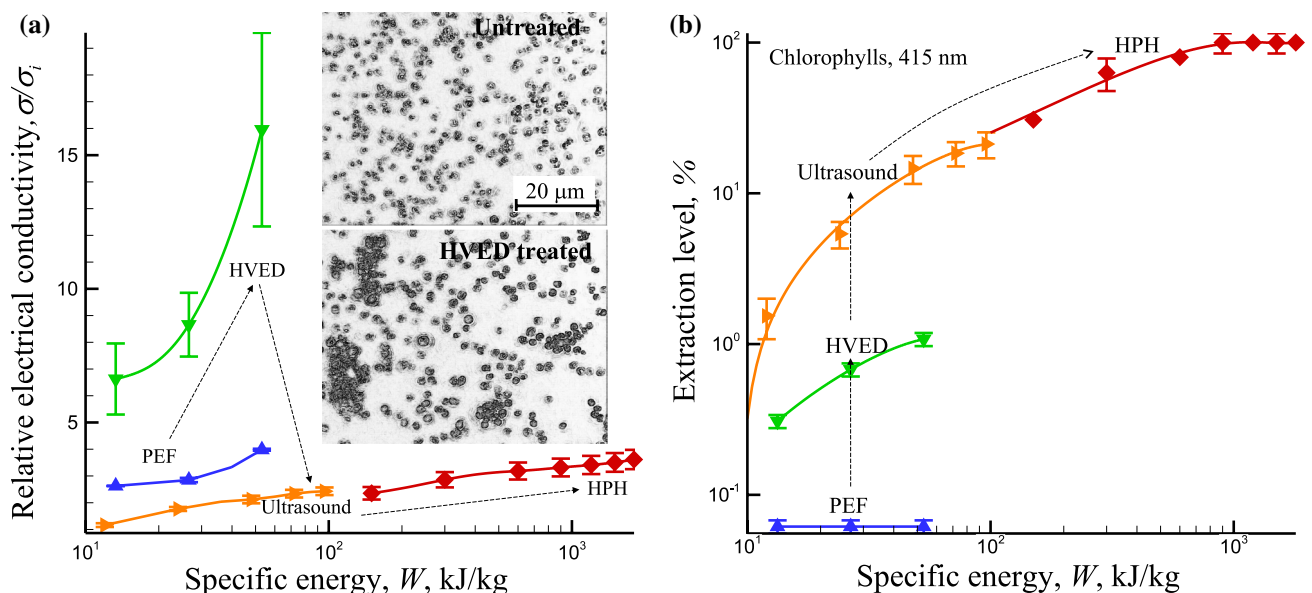 (a)
Relative electrical conductivity, σ/σi
15
10
5
Untreated
20 μm
HVED treated
HVED
PEF
Ultrasound
HPH
10¹
10²
10³
Specific energy, W, kJ/kg
(b)
Extraction level, %
10²
10¹
10⁰
10⁻¹
Chlorophylls, 415 nm
HPH
Ultrasound
HVED
PEF
10¹
10²
10³
Specific energy, W, kJ/kg